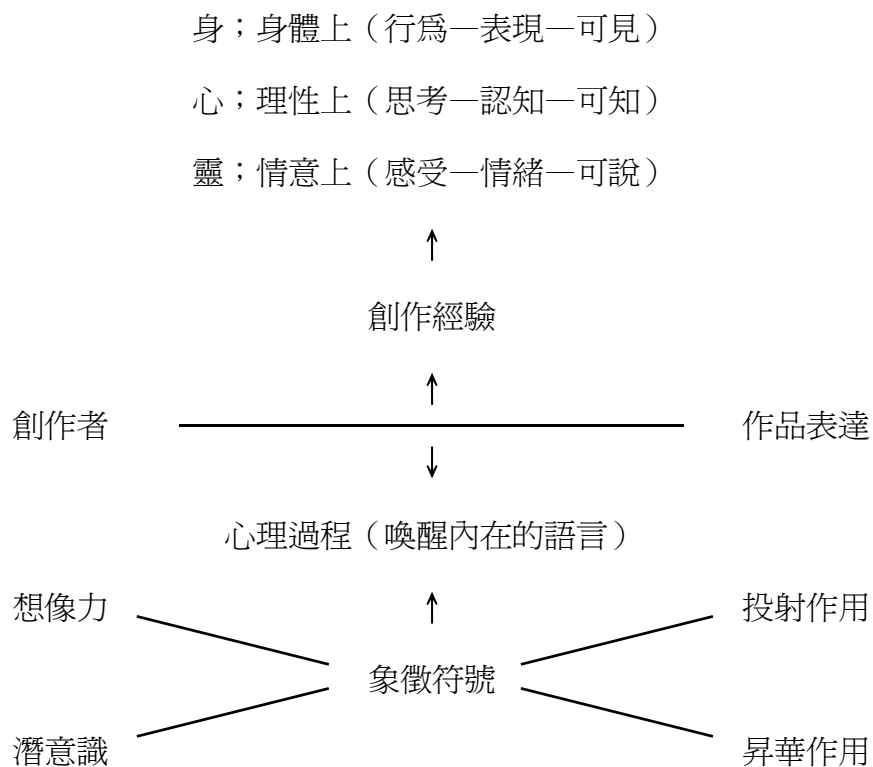 身；身體上（行爲—表現—可見）
心；理性上（思考—認知—可知）
靈；情意上（感受—情緒—可說）
創作經驗
創作者
作品表達
心理過程（喚醒內在的語言）
想像力
投射作用
象徵符號
潛意識
昇華作用